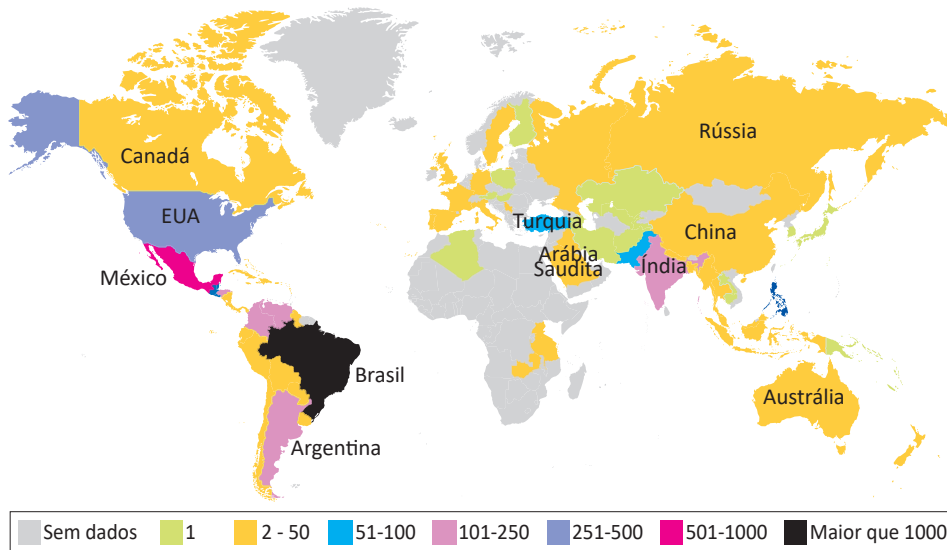 Rússia
Canadá
EUA
Turquia
China
Arábia
Saudita
Índia
México
Brasil
Austrália
Argentina
Sem dados
1
2 - 50
51-100
101-250
251-500
501-1000
Maior que 1000